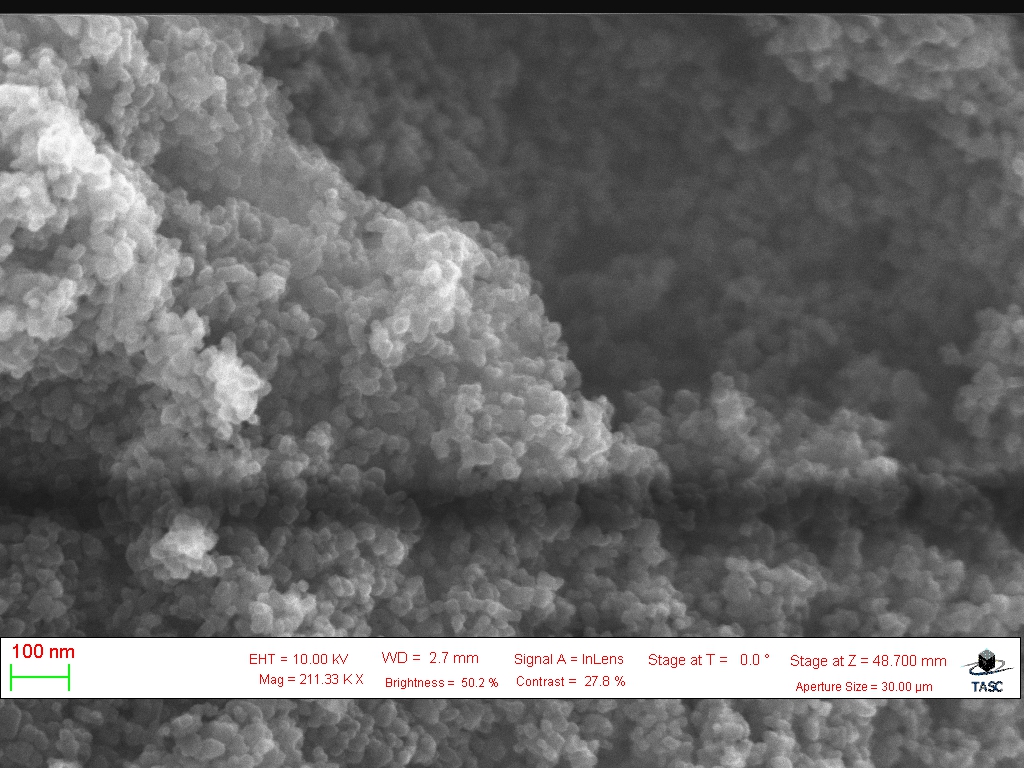 100 nm
EHT = 10.00 kV WD = 2.7 mm Signal A = InLens Stage at T = 0.0 ° Stage at Z = 48.700 mm
Mag = 211.33 K X Brightness = 50.2 % Contrast = 27.8 % Aperture Size = 30.00 µm
TASC